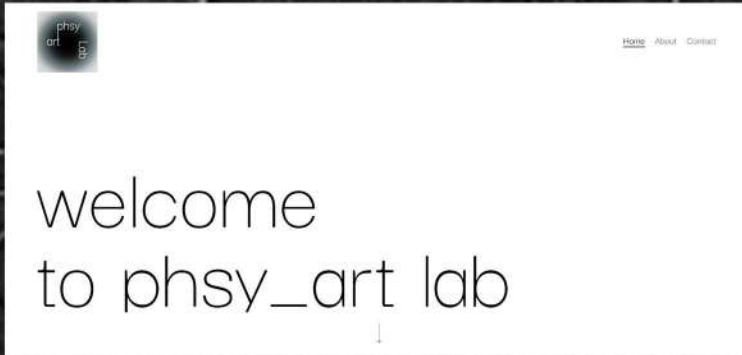 phsy
art
Lab
Home About Contact
welcome
to phsy_art lab